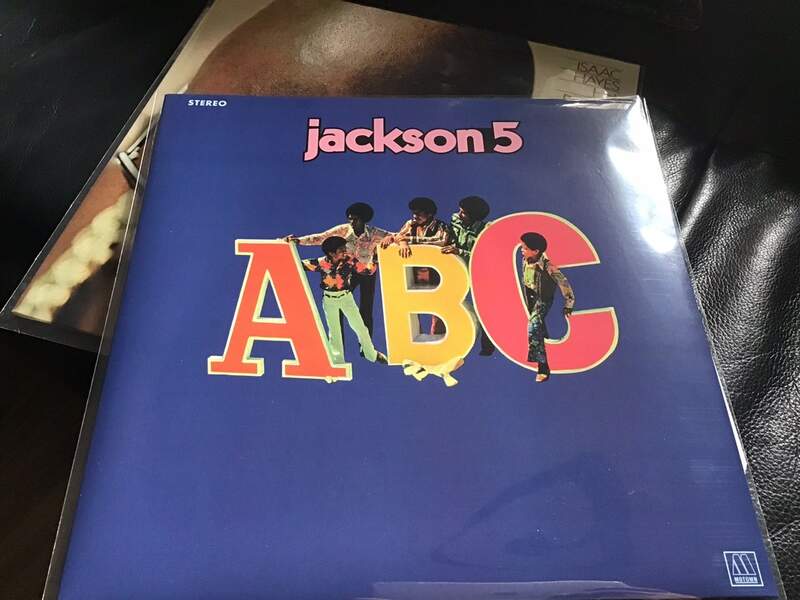 STEREO
jackson 5
ABC
MOTOWN
ISAAC
HAYES